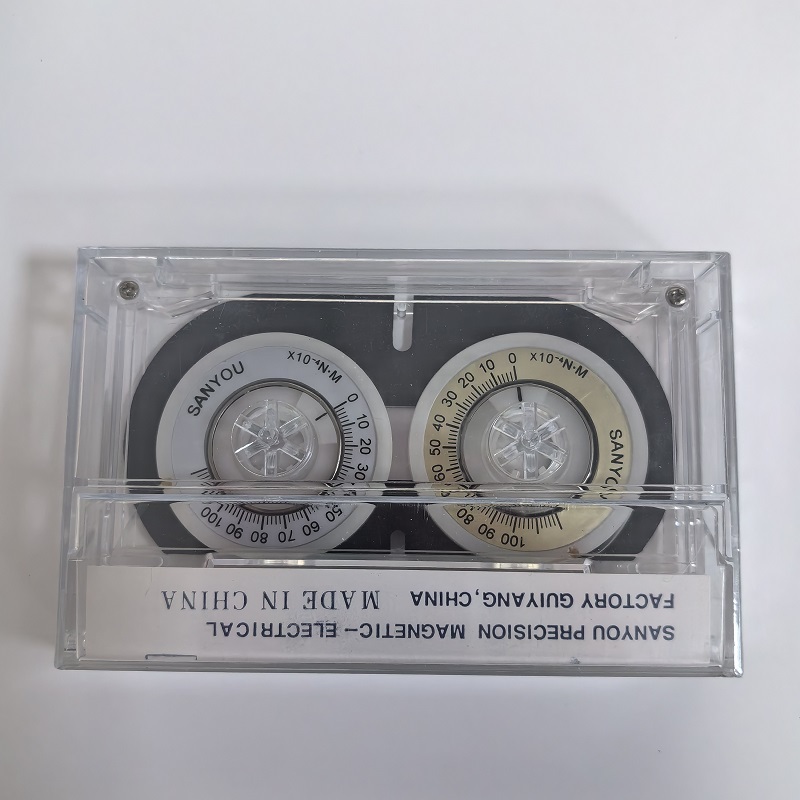 SANYOU
X10⁻⁴N·M
0 10 20 30 50 60 70 80 90 100
SANYOU
X10⁻⁴N·M
0 10 20 30 40 50 60 80 90 100
SANYOU PRECISION MAGNETIC-ELECTRICAL
FACTORY GUIYANG, CHINA MADE IN CHINA